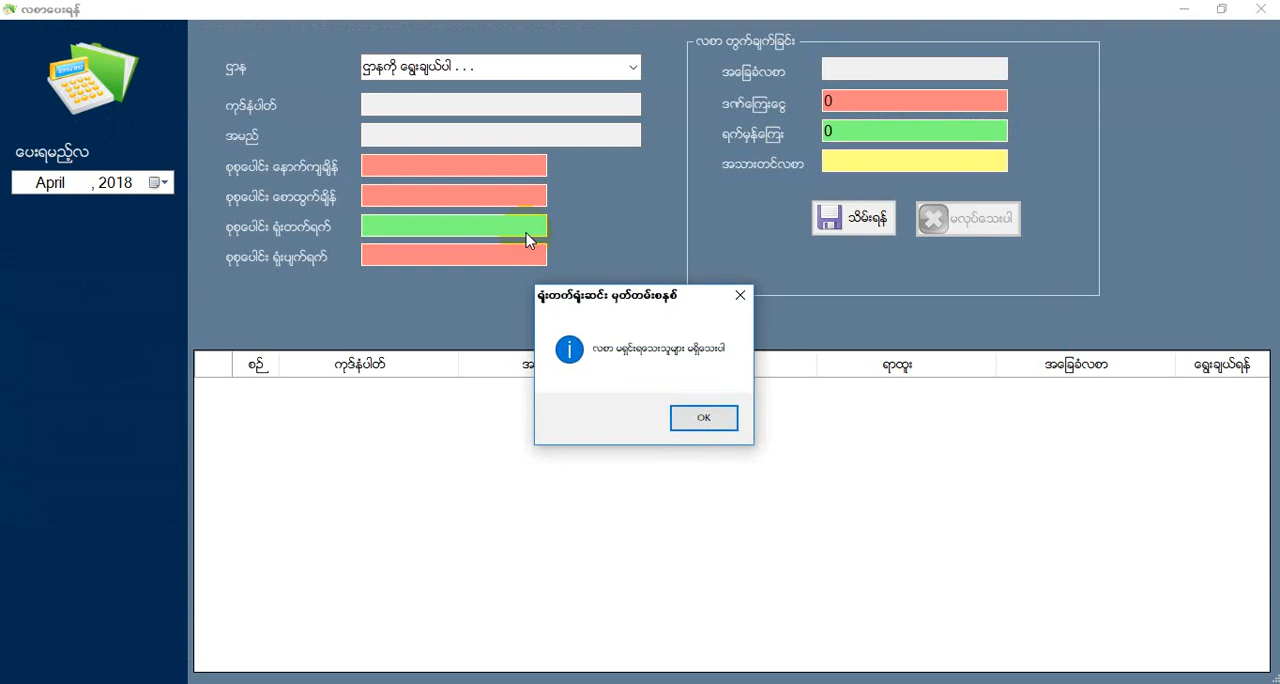 လစာပေးရန်
ပေးရမည့်လ
April , 2018
ဌာန
ဌာနကို ရွေးချယ်ပါ . . .
ကုဒ်နံပါတ်
အမည်
စုစုပေါင်း နောက်ကျချိန်
စုစုပေါင်း စောထွက်ချိန်
စုစုပေါင်း ရုံးတက်ရက်
စုစုပေါင်း ရုံးပျက်ရက်
လစာ တွက်ချက်ခြင်း
အခြေခံလစာ
ဒဏ်ကြေးငွေ 0
ရက်မှန်ကြေး 0
အသားတင်လစာ
သိမ်းရန်
မလုပ်သေးပါ
ရုံးတက်ရုံးဆင်း မှတ်တမ်းစနစ်
လစာ မရှင်းရသေးသူများ မရှိသေးပါ
OK
စဉ် ကုဒ်နံပါတ် ရာထူး အခြေခံလစာ ရွေးချယ်ရန်